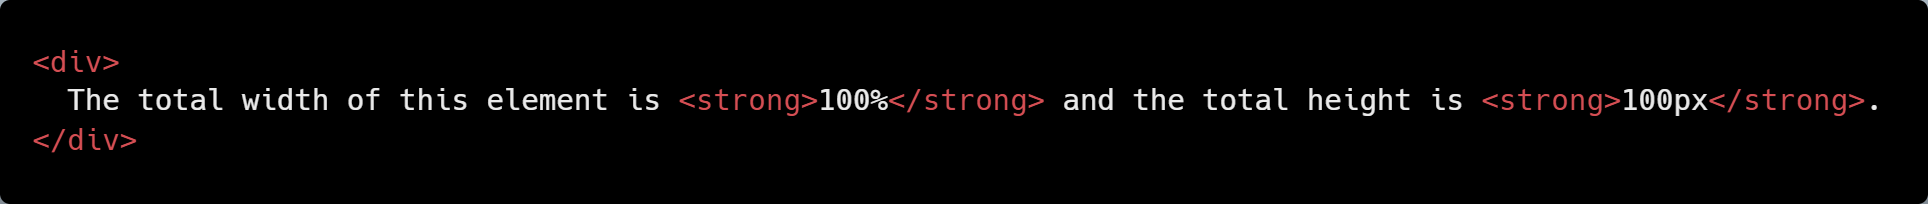 <div>
  The total width of this element is <strong>100%</strong> and the total height is <strong>100px</strong>.
</div>